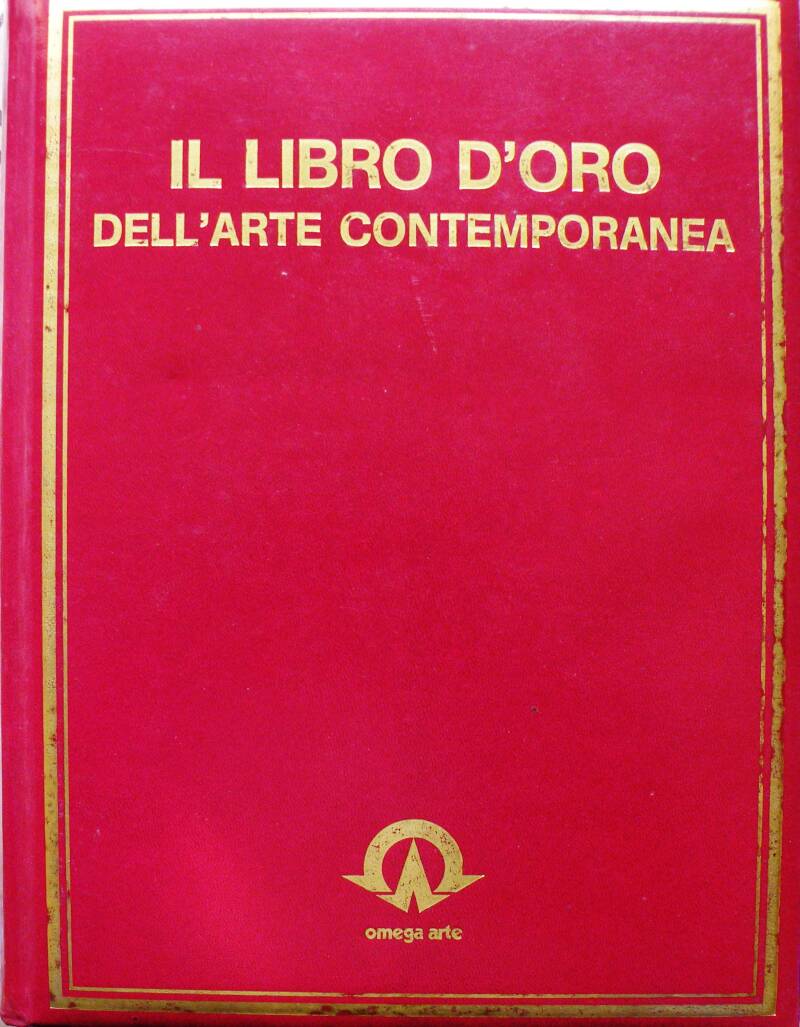 IL LIBRO D'ORO
DELL'ARTE CONTEMPORANEA
omega arte